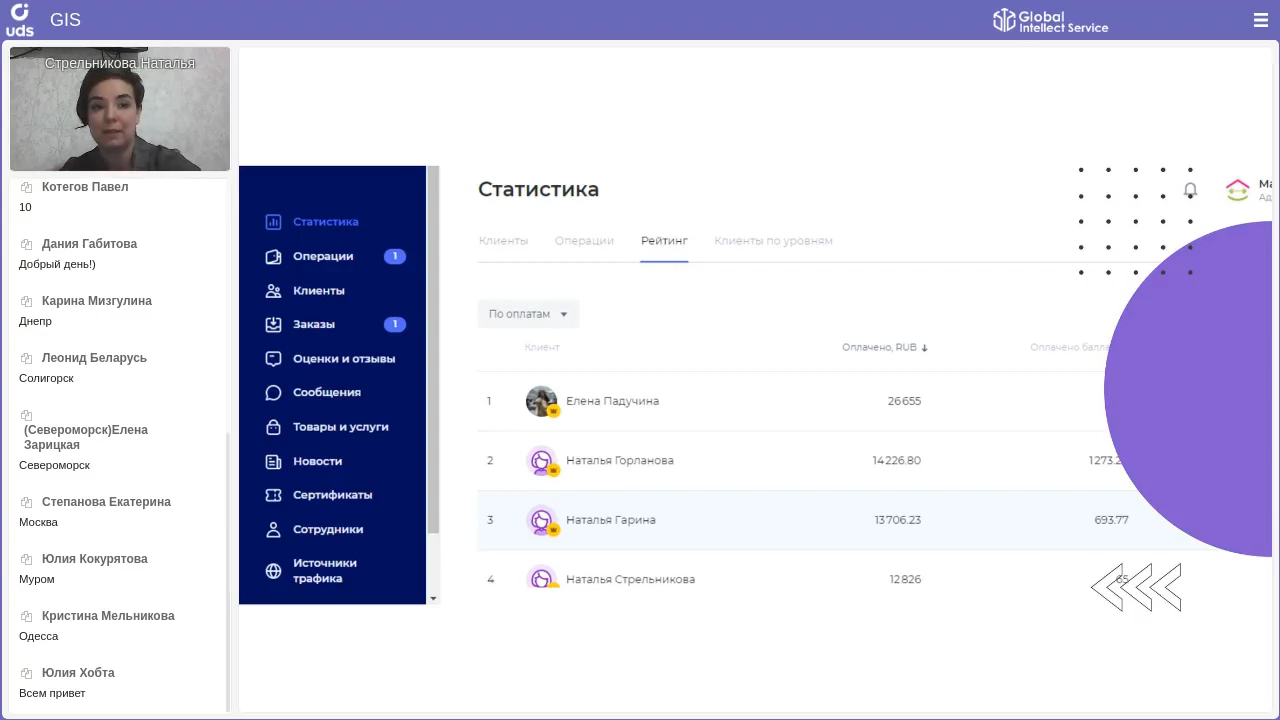 uds
GIS
Global
Intellect Service
Стрельникова Наталья
Котегов Павел
10
Дания Габитова
Добрый день!)
Карина Мизгулина
Днепр
Леонид Беларусь
Солигорск
(Североморск)Елена
Зарицкая
Североморск
Степанова Екатерина
Москва
Юлия Кокурятова
Муром
Кристина Мельникова
Одесса
Юлия Хобта
Всем привет
Статистика
Операции 1
Клиенты
Заказы 1
Оценки и отзывы
Сообщения
Товары и услуги
Новости
Сертификаты
Сотрудники
Источники
трафика
Статистика
Клиенты Операции Рейтинг Клиенты по уровням
По оплатам
Клиент Оплачено, RUB Оплачено
1 Елена Падучина 26655
2 Наталья Горланова 14226.80
3 Наталья Гарина 13706.23 693.77
4 Наталья Стрельникова 12826